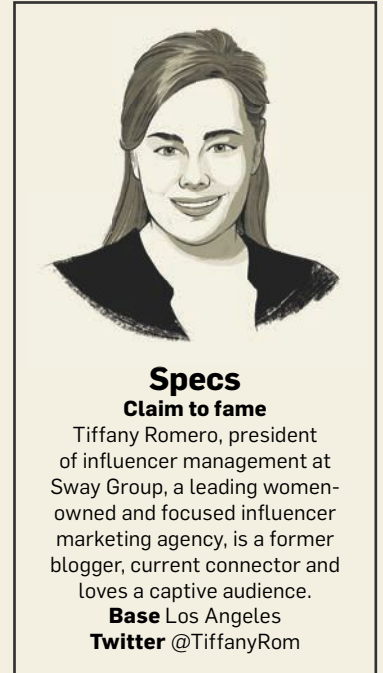 Specs
Claim to fame
Tiffany Romero, president
of influencer management at
Sway Group, a leading women-
owned and focused influencer
marketing agency, is a former
blogger, current connector and
loves a captive audience.
Base Los Angeles
Twitter @TiffanyRom